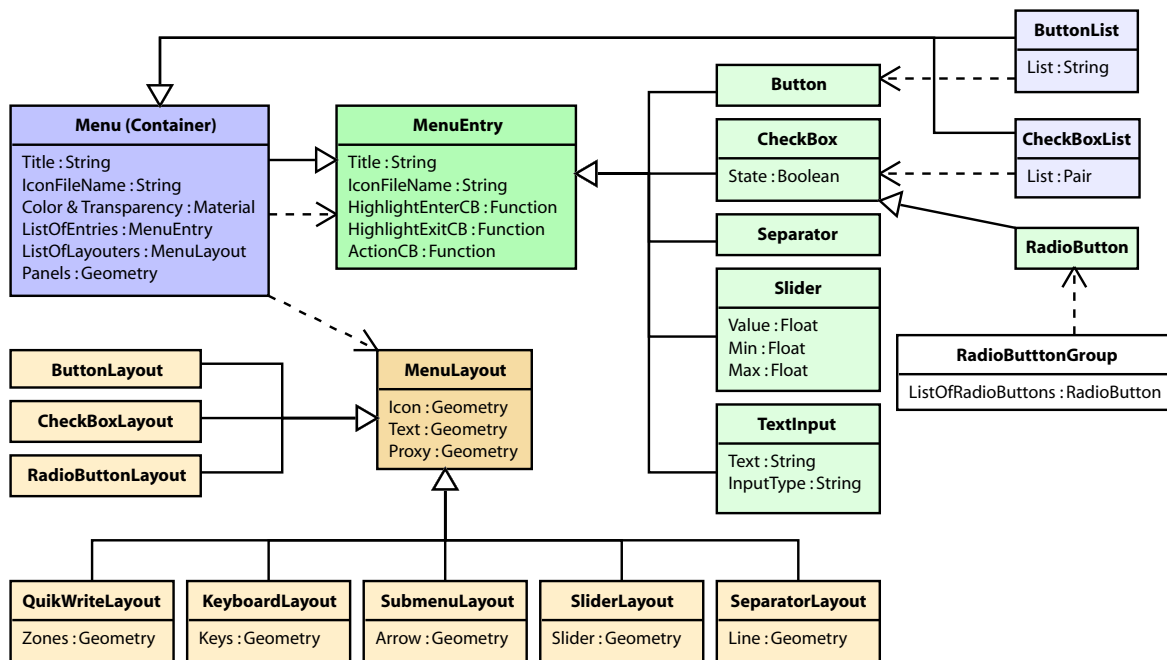 ButtonList
List : String
Button
Menu (Container)
Title : String
IconFileName : String
Color & Transparency : Material
ListOfEntries : MenuEntry
ListOfLayouters : MenuLayout
Panels : Geometry
MenuEntry
Title : String
IconFileName : String
HighlightEnterCB : Function
HighlightExitCB : Function
ActionCB : Function
CheckBox
State : Boolean
CheckBoxList
List : Pair
Separator
RadioButton
Slider
Value : Float
Min : Float
Max : Float
RadioButttonGroup
ListOfRadioButtons : RadioButton
ButtonLayout
CheckBoxLayout
RadioButtonLayout
MenuLayout
Icon : Geometry
Text : Geometry
Proxy : Geometry
TextInput
Text : String
InputType : String
QuikWriteLayout
Zones : Geometry
KeyboardLayout
Keys : Geometry
SubmenuLayout
Arrow : Geometry
SliderLayout
Slider : Geometry
SeparatorLayout
Line : Geometry